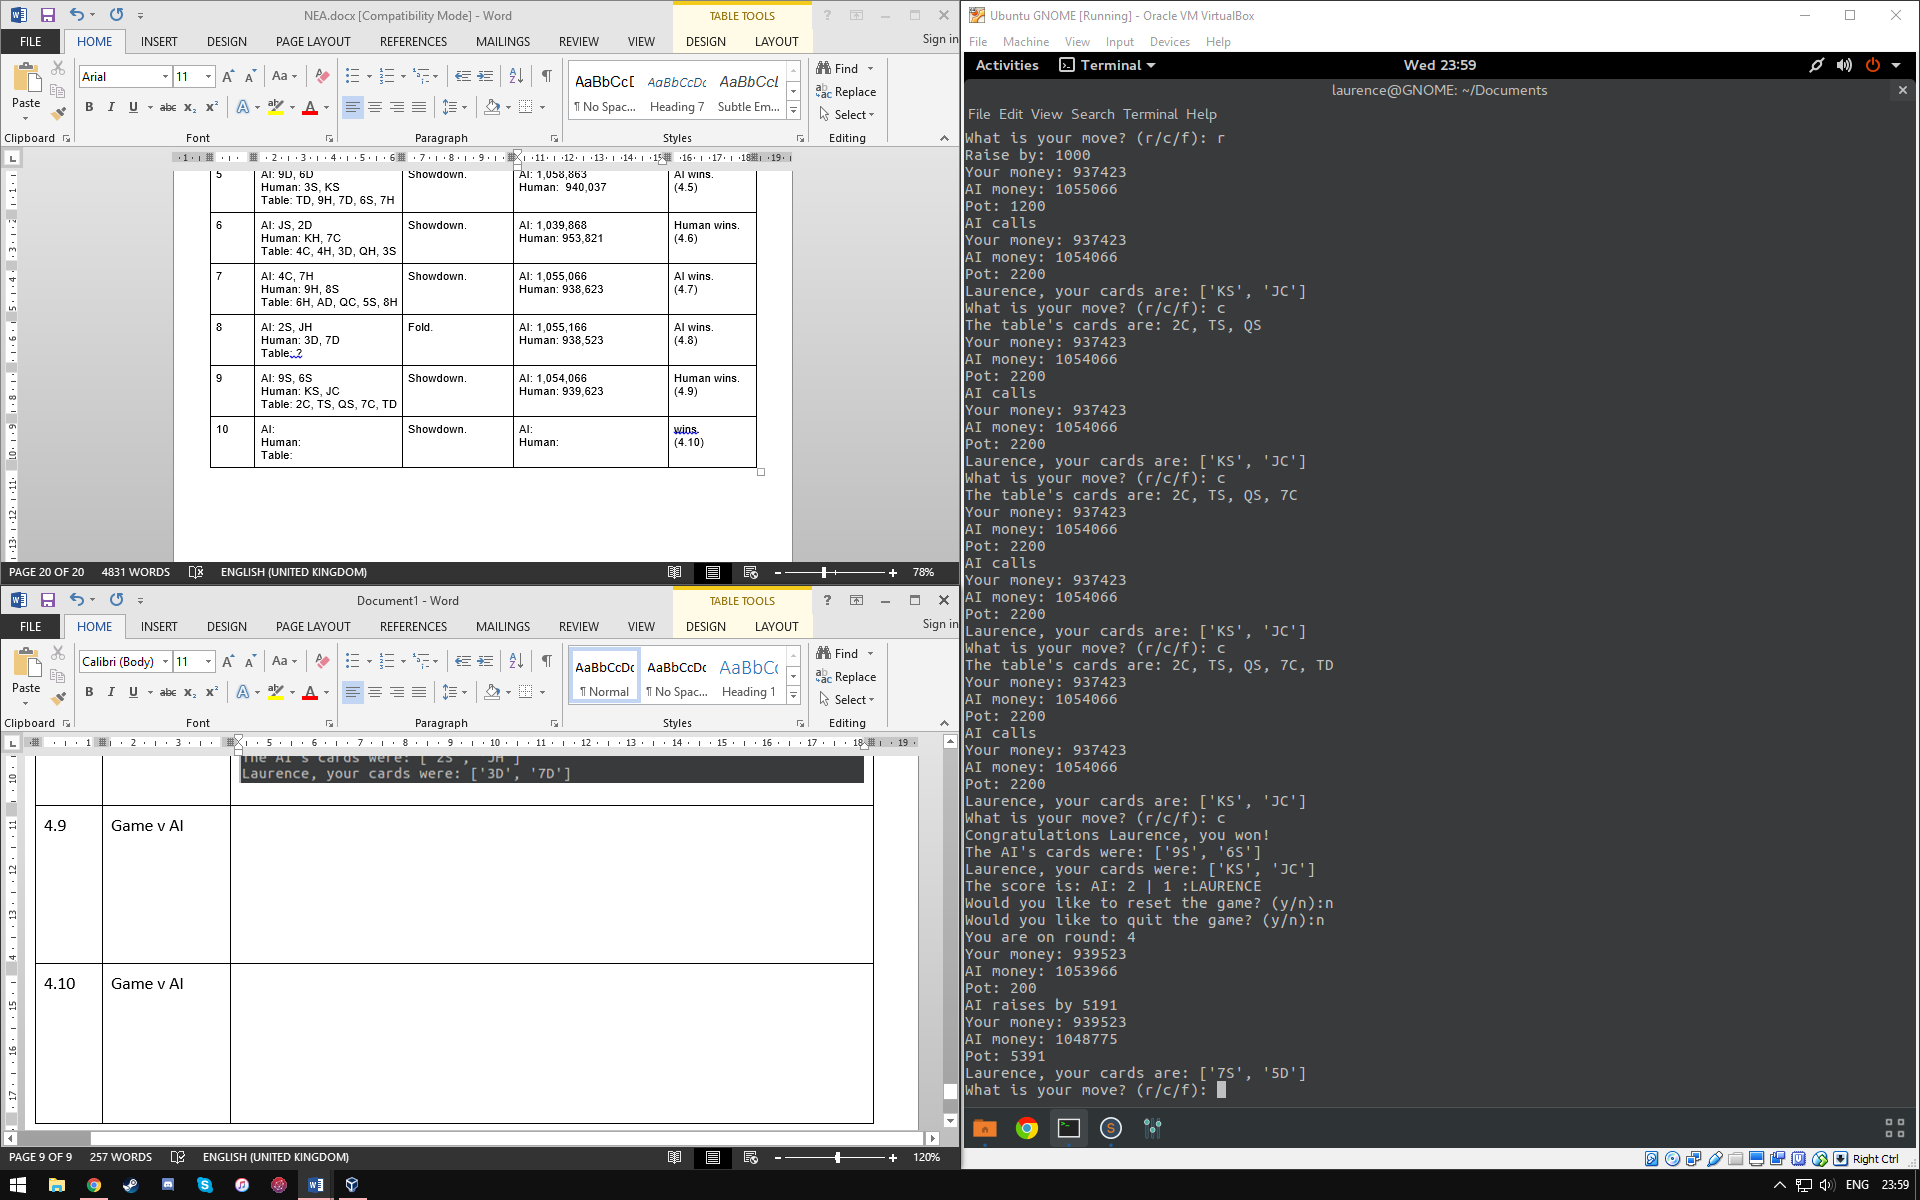 NEA.docx [Compatibility Mode] - Word
TABLE TOOLS
FILE HOME INSERT DESIGN PAGE LAYOUT REFERENCES MAILINGS REVIEW VIEW DESIGN LAYOUT Sign in
Arial 11
Paste
Clipboard Font Paragraph Styles Editing
AaBbCcI AaBbCcDc AaBbCcL
¶ No Spac... Heading 7 Subtle Em...
Find
Replace
Select
5 AI: 9D, 6D Showdown. AI: 1,058,863 AI wins.
Human: 3S, KS Human: 940,037 (4.5)
Table: TD, 9H, 7D, 6S, 7H
6 AI: JS, 2D Showdown. AI: 1,039,868 Human wins.
Human: KH, 7C Human: 953,821 (4.6)
Table: 4C, 4H, 3D, QH, 3S
7 AI: 4C, 7H Showdown. AI: 1,055,066 AI wins.
Human: 9H, 8S Human: 938,623 (4.7)
Table: 6H, AD, QC, 5S, 8H
8 AI: 2S, JH Fold. AI: 1,055,166 AI wins.
Human: 3D, 7D Human: 938,523 (4.8)
Table: ?
9 AI: 9S, 6S Showdown. AI: 1,054,066 Human wins.
Human: KS, JC Human: 939,623 (4.9)
Table: 2C, TS, QS, 7C, TD
10 AI: Showdown. AI: wins.
Human: Human: (4.10)
Table:
PAGE 20 OF 20 4831 WORDS ENGLISH (UNITED KINGDOM) 78%
Document1 - Word
TABLE TOOLS
FILE HOME INSERT DESIGN PAGE LAYOUT REFERENCES MAILINGS REVIEW VIEW DESIGN LAYOUT Sign in
Calibri (Body) 11
Paste
Clipboard Font Paragraph Styles Editing
AaBbCcDc AaBbCcDc AaBbCc
¶ Normal ¶ No Spac... Heading 1
Find
Replace
Select
The AI's cards were: ['2S', 'JH']
Laurence, your cards were: ['3D', '7D']
4.9 Game v AI
4.10 Game v AI
PAGE 9 OF 9 257 WORDS ENGLISH (UNITED KINGDOM) 120%
Ubuntu GNOME [Running] - Oracle VM VirtualBox
File Machine View Input Devices Help
Activities Terminal Wed 23:59
laurence@GNOME: ~/Documents
File Edit View Search Terminal Help
What is your move? (r/c/f): r
Raise by: 1000
Your money: 937423
AI money: 1055066
Pot: 1200
AI calls
Your money: 937423
AI money: 1054066
Pot: 2200
Laurence, your cards are: ['KS', 'JC']
What is your move? (r/c/f): c
The table's cards are: 2C, TS, QS
Your money: 937423
AI money: 1054066
Pot: 2200
AI calls
Your money: 937423
AI money: 1054066
Pot: 2200
Laurence, your cards are: ['KS', 'JC']
What is your move? (r/c/f): c
The table's cards are: 2C, TS, QS, 7C
Your money: 937423
AI money: 1054066
Pot: 2200
AI calls
Your money: 937423
AI money: 1054066
Pot: 2200
Laurence, your cards are: ['KS', 'JC']
What is your move? (r/c/f): c
The table's cards are: 2C, TS, QS, 7C, TD
Your money: 937423
AI money: 1054066
Pot: 2200
AI calls
Your money: 937423
AI money: 1054066
Pot: 2200
Laurence, your cards are: ['KS', 'JC']
What is your move? (r/c/f): c
Congratulations Laurence, you won!
The AI's cards were: ['9S', '6S']
Laurence, your cards were: ['KS', 'JC']
The score is: AI: 2 | 1 :LAURENCE
Would you like to reset the game? (y/n):n
Would you like to quit the game? (y/n):n
You are on round: 4
Your money: 939523
AI money: 1053966
Pot: 200
AI raises by 5191
Your money: 939523
AI money: 1048775
Pot: 5391
Laurence, your cards are: ['7S', '5D']
What is your move? (r/c/f):
Right Ctrl
ENG 23:59